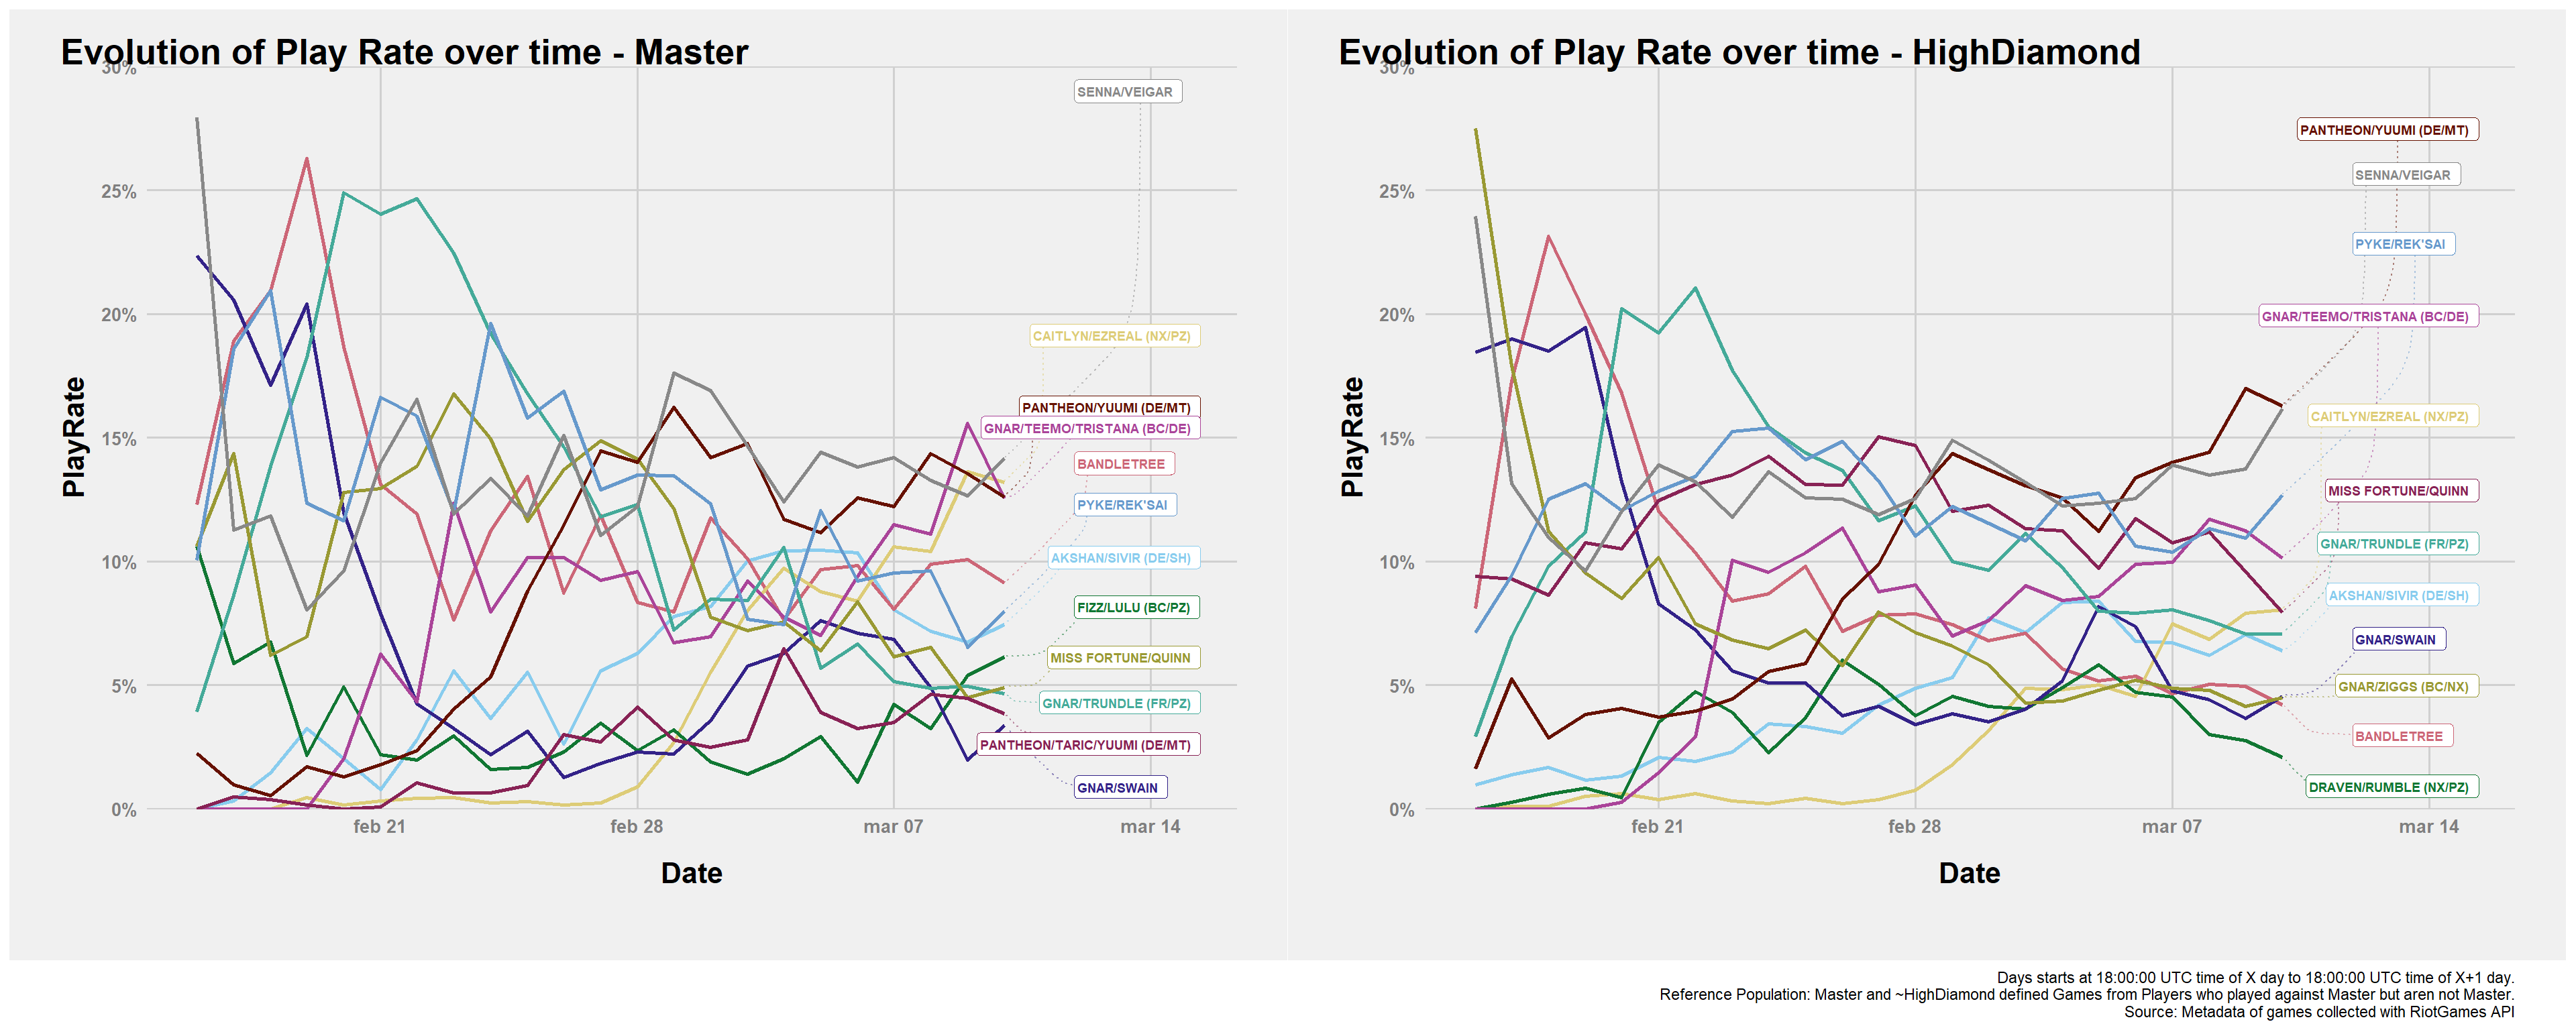 Evolution of Play Rate over time - Master
30%
25%
20%
15%
10%
5%
0%
PlayRate
SENNA/VEIGAR
CAITLYN/EZREAL (NX/PZ)
PANTHEON/YUUMI (DE/MT)
GNAR/TEEMO/TRISTANA (BC/DE)
BANDLETREE
PYKE/REK'SAI
AKSHAN/SIVIR (DE/SH)
FIZZ/LULU (BC/PZ)
MISS FORTUNE/QUINN
GNAR/TRUNDLE (FR/PZ)
PANTHEON/TARIC/YUUMI (DE/MT)
GNAR/SWAIN
feb 21
feb 28
mar 07
mar 14
Date
Evolution of Play Rate over time - HighDiamond
30%
25%
20%
15%
10%
5%
0%
PlayRate
PANTHEON/YUUMI (DE/MT)
SENNA/VEIGAR
PYKE/REK'SAI
GNAR/TEEMO/TRISTANA (BC/DE)
CAITLYN/EZREAL (NX/PZ)
MISS FORTUNE/QUINN
GNAR/TRUNDLE (FR/PZ)
AKSHAN/SIVIR (DE/SH)
GNAR/SWAIN
GNAR/ZIGGS (BC/NX)
BANDLETREE
DRAVEN/RUMBLE (NX/PZ)
feb 21
feb 28
mar 07
mar 14
Date
Days starts at 18:00:00 UTC time of X day to 18:00:00 UTC time of X+1 day.
Reference Population: Master and ~HighDiamond defined Games from Players who played against Master but aren not Master.
Source: Metadata of games collected with RiotGames API